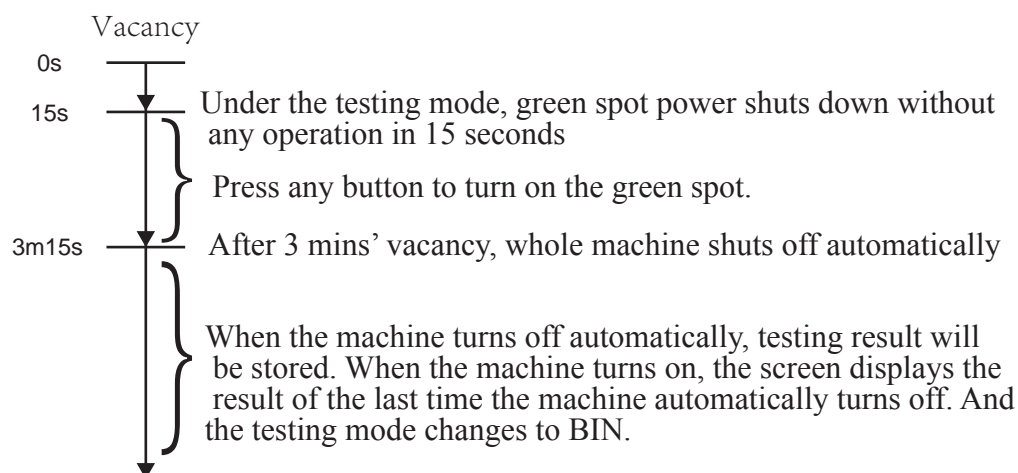 Vacancy
0s
15s
Under the testing mode, green spot power shuts down without
any operation in 15 seconds
Press any button to turn on the green spot.
3m15s
After 3 mins’ vacancy, whole machine shuts off automatically
When the machine turns off automatically, testing result will
be stored. When the machine turns on, the screen displays the
result of the last time the machine automatically turns off. And
the testing mode changes to BIN.